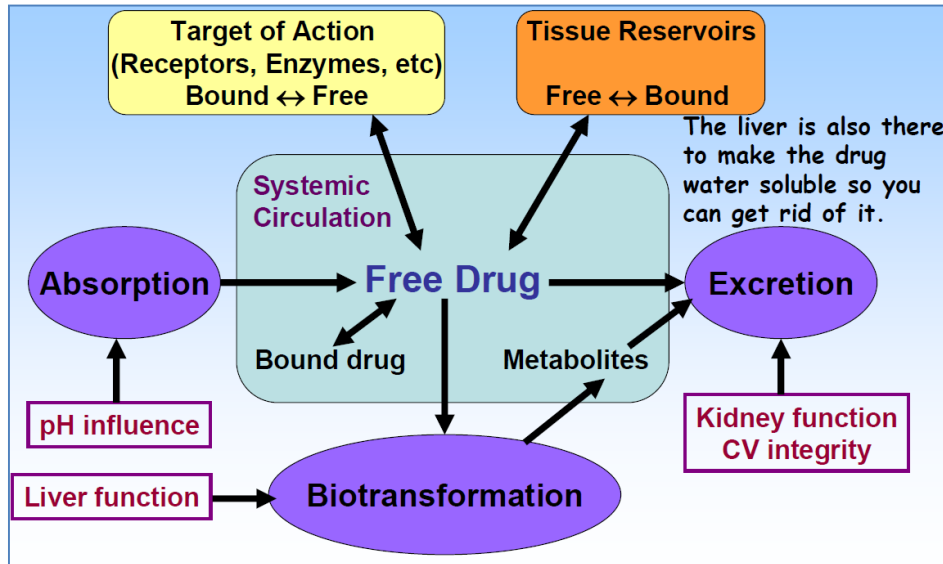 Target of Action
(Receptors, Enzymes, etc)
Bound ↔ Free
Tissue Reservoirs
Free ↔ Bound
The liver is also there
to make the drug
water soluble so you
can get rid of it.
Systemic
Circulation
Absorption
Free Drug
Excretion
Bound drug
Metabolites
pH influence
Kidney function
CV integrity
Liver function
Biotransformation